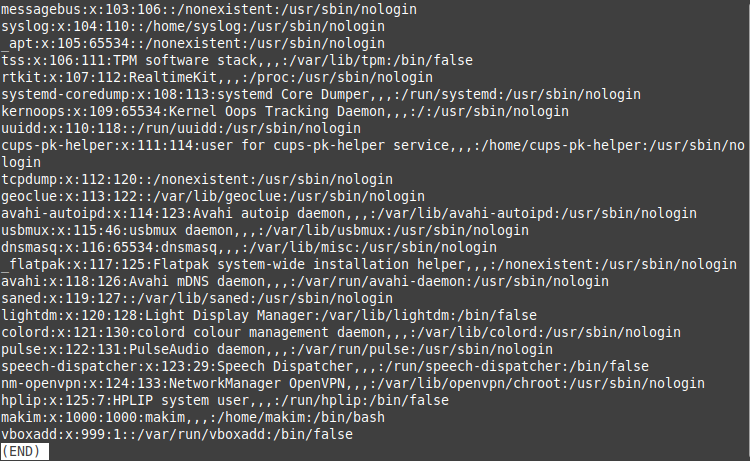 messagebus:x:103:106::/nonexistent:/usr/sbin/nologin
syslog:x:104:110::/home/syslog:/usr/sbin/nologin
_apt:x:105:65534::/nonexistent:/usr/sbin/nologin
tss:x:106:111:TPM software stack,,,:/var/lib/tpm:/bin/false
rtkit:x:107:112:RealtimeKit,,,:/proc:/usr/sbin/nologin
systemd-coredump:x:108:113:systemd Core Dumper,,,:/run/systemd:/usr/sbin/nologin
kernoops:x:109:65534:Kernel Oops Tracking Daemon,,,:/:/usr/sbin/nologin
uuidd:x:110:118::/run/uuidd:/usr/sbin/nologin
cups-pk-helper:x:111:114:user for cups-pk-helper service,,,:/home/cups-pk-helper:/usr/sbin/no
login
tcpdump:x:112:120::/nonexistent:/usr/sbin/nologin
geoclue:x:113:122::/var/lib/geoclue:/usr/sbin/nologin
avahi-autoipd:x:114:123:Avahi autoip daemon,,,:/var/lib/avahi-autoipd:/usr/sbin/nologin
usbmux:x:115:46:usbmux daemon,,,:/var/lib/usbmux:/usr/sbin/nologin
dnsmasq:x:116:65534:dnsmasq,,,:/var/lib/misc:/usr/sbin/nologin
_flatpak:x:117:125:Flatpak system-wide installation helper,,,:/nonexistent:/usr/sbin/nologin
avahi:x:118:126:Avahi mDNS daemon,,,:/var/run/avahi-daemon:/usr/sbin/nologin
saned:x:119:127::/var/lib/saned:/usr/sbin/nologin
lightdm:x:120:128:Light Display Manager:/var/lib/lightdm:/bin/false
colord:x:121:130:colord colour management daemon,,,:/var/lib/colord:/usr/sbin/nologin
pulse:x:122:131:PulseAudio daemon,,,:/var/run/pulse:/usr/sbin/nologin
speech-dispatcher:x:123:29:Speech Dispatcher,,,:/run/speech-dispatcher:/bin/false
nm-openvpn:x:124:133:NetworkManager OpenVPN,,,:/var/lib/openvpn/chroot:/usr/sbin/nologin
hplip:x:125:7:HPLIP system user,,,:/run/hplip:/bin/false
makim:x:1000:1000:makim,,,:/home/makim:/bin/bash
vboxadd:x:999:1::/var/run/vboxadd:/bin/false
(END)